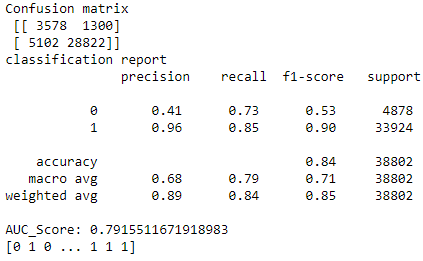 Confusion matrix
[[ 3578 1300]
[ 5102 28822]]
classification report
precision recall f1-score support
0 0.41 0.73 0.53 4878
1 0.96 0.85 0.90 33924
accuracy 0.84 38802
macro avg 0.68 0.79 0.71 38802
weighted avg 0.89 0.84 0.85 38802
AUC_Score: 0.7915511671918983
[0 1 0 ... 1 1 1]